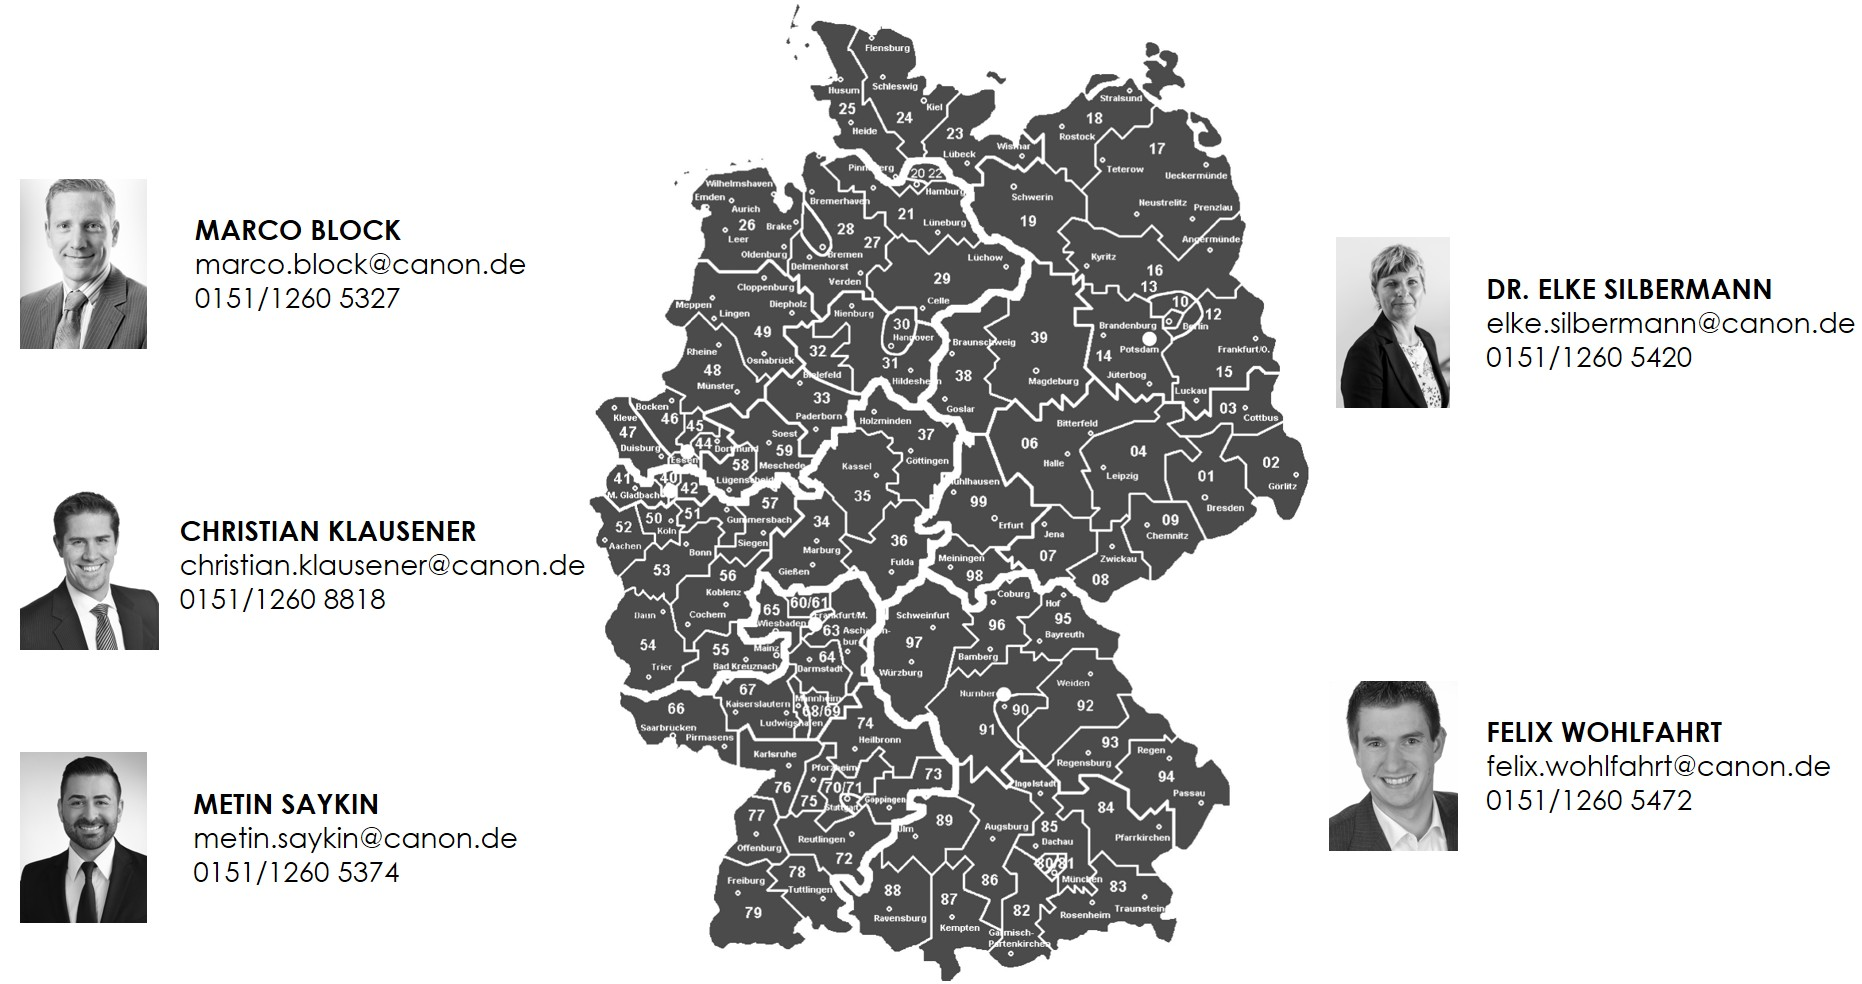 MARCO BLOCK
marco.block@canon.de
0151/1260 5327
CHRISTIAN KLAUSENER
christian.klausener@canon.de
0151/1260 8818
METIN SAYKIN
metin.saykin@canon.de
0151/1260 5374
Flensburg
Husum
Schleswig
25
Kiel
24
Heide
23
Lübeck
Wismar
Stralsund
18
Rostock
17
Teterow
Ueckermünde
Pinneberg
20 22
Hamburg
Schwerin
19
Neustrelitz
Prenzlau
Angermünde
Wilhelmshaven
Emden
Aurich
26
Brake
Leer
Oldenburg
Bremerhaven
28
27
Bremen
Delmenhorst
Verden
21
Lüneburg
Lüchow
29
Celle
Kyritz
16
13
10
12
Berlin
Brandenburg
Potsdam
14
Jüterbog
Frankfurt/O.
15
Luckau
03
Cottbus
Cloppenburg
Meppen
Lingen
Diepholz
Nienburg
49
30
Hannover
Braunschweig
39
Rheine
Osnabrück
32
31
Hildesheim
38
Magdeburg
48
Münster
Bielefeld
33
Paderborn
Goslar
Bocken
Kleve
46
47
45
Duisburg
44
Dortmund
Essen
Soest
59
58
Meschede
Lügenscheid
Holzminden
37
Göttingen
Kassel
35
06
Bitterfeld
Halle
04
Leipzig
01
02
Görlitz
Dresden
41
40
42
M. Gladbach
57
Gummersbach
52
50
51
Köln
Aachen
Bonn
Siegen
34
Marburg
36
Fulda
Gießen
Mühlhausen
99
Erfurt
Jena
07
09
Chemnitz
Zwickau
08
Meiningen
98
53
56
Koblenz
Cochem
Daun
54
Trier
55
Bad Kreuznach
Mainz
65
Wiesbaden
60/61
Frankfurt/M.
63
Aschaffen-
burg
64
Darmstadt
Schweinfurt
97
Würzburg
Coburg
96
Bamberg
Hof
95
Bayreuth
67
Kaiserslautern
Mannheim
68/69
Ludwigshafen
66
Saarbrücken
Pirmasens
74
Heilbronn
Nürnberg
90
91
Weiden
92
93
Regensburg
Regen
94
Passau
Karlsruhe
Pforzheim
76
75
70/71
Stuttgart
73
Göppingen
77
Offenburg
Reutlingen
72
Ulm
89
Augsburg
Ingolstadt
85
Dachau
84
Pfarrkirchen
80/81
München
83
Traunstein
Rosenheim
78
Tuttlingen
Freiburg
79
88
Ravensburg
87
Kempten
86
82
Garmisch-
Partenkirchen
DR. ELKE SILBERMANN
elke.silbermann@canon.de
0151/1260 5420
FELIX WOHLFAHRT
felix.wohlfahrt@canon.de
0151/1260 5472